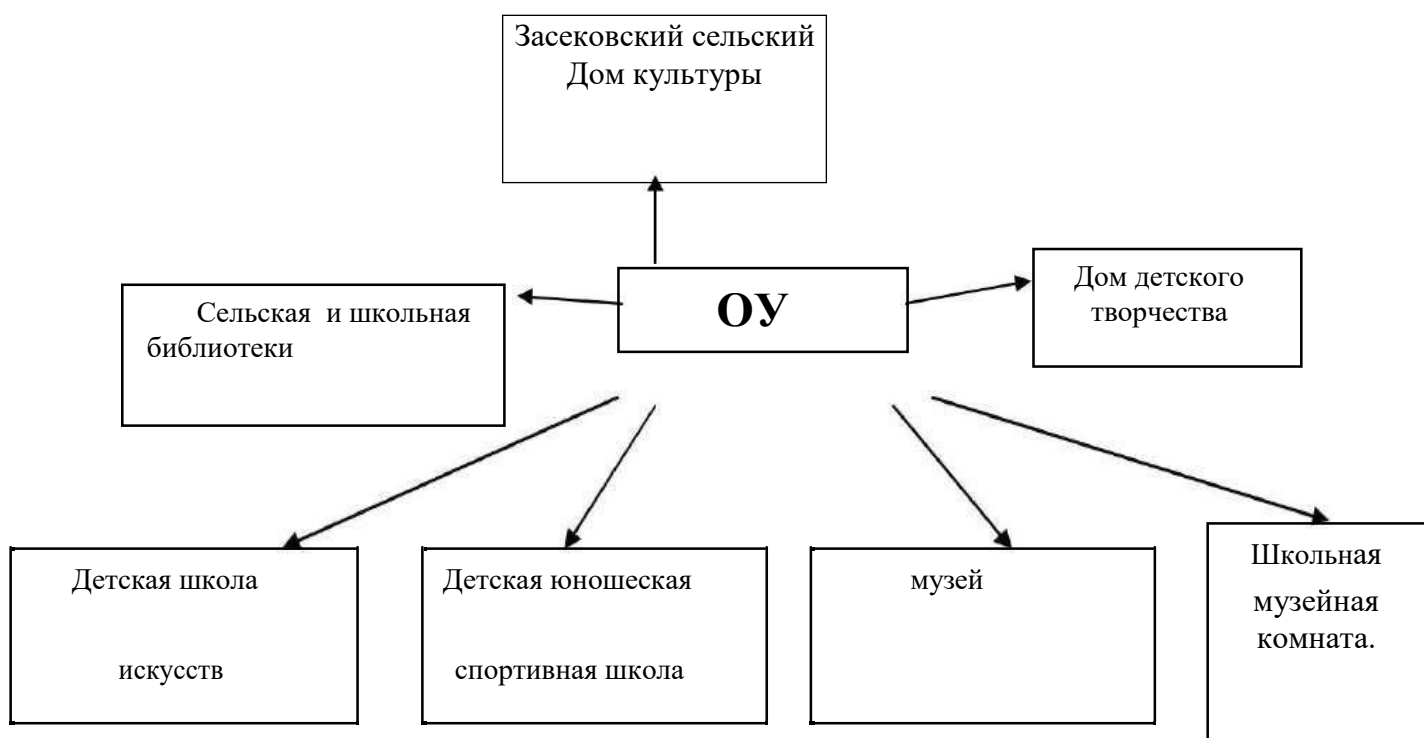 Засековский сельский
Дом культуры
ОУ
Дом детского
творчества
Сельская и школьная
библиотеки
Детская школа
искусств
Детская юношеская
спортивная школа
музей
Школьная
музейная
комната.